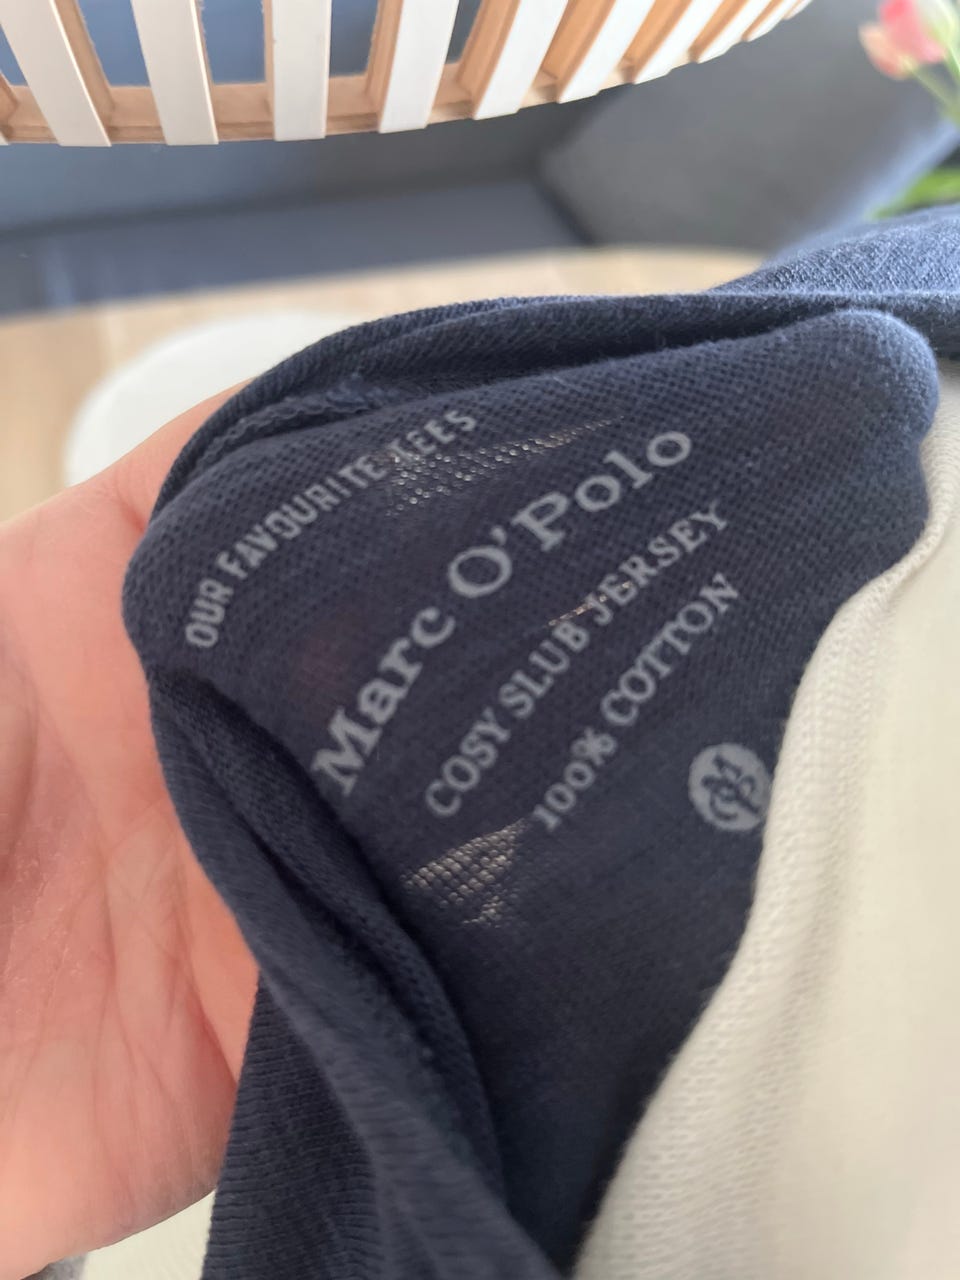 OUR FAVOURITE TEES
Marc O'Polo
COSY SLUB JERSEY
100% COTTON